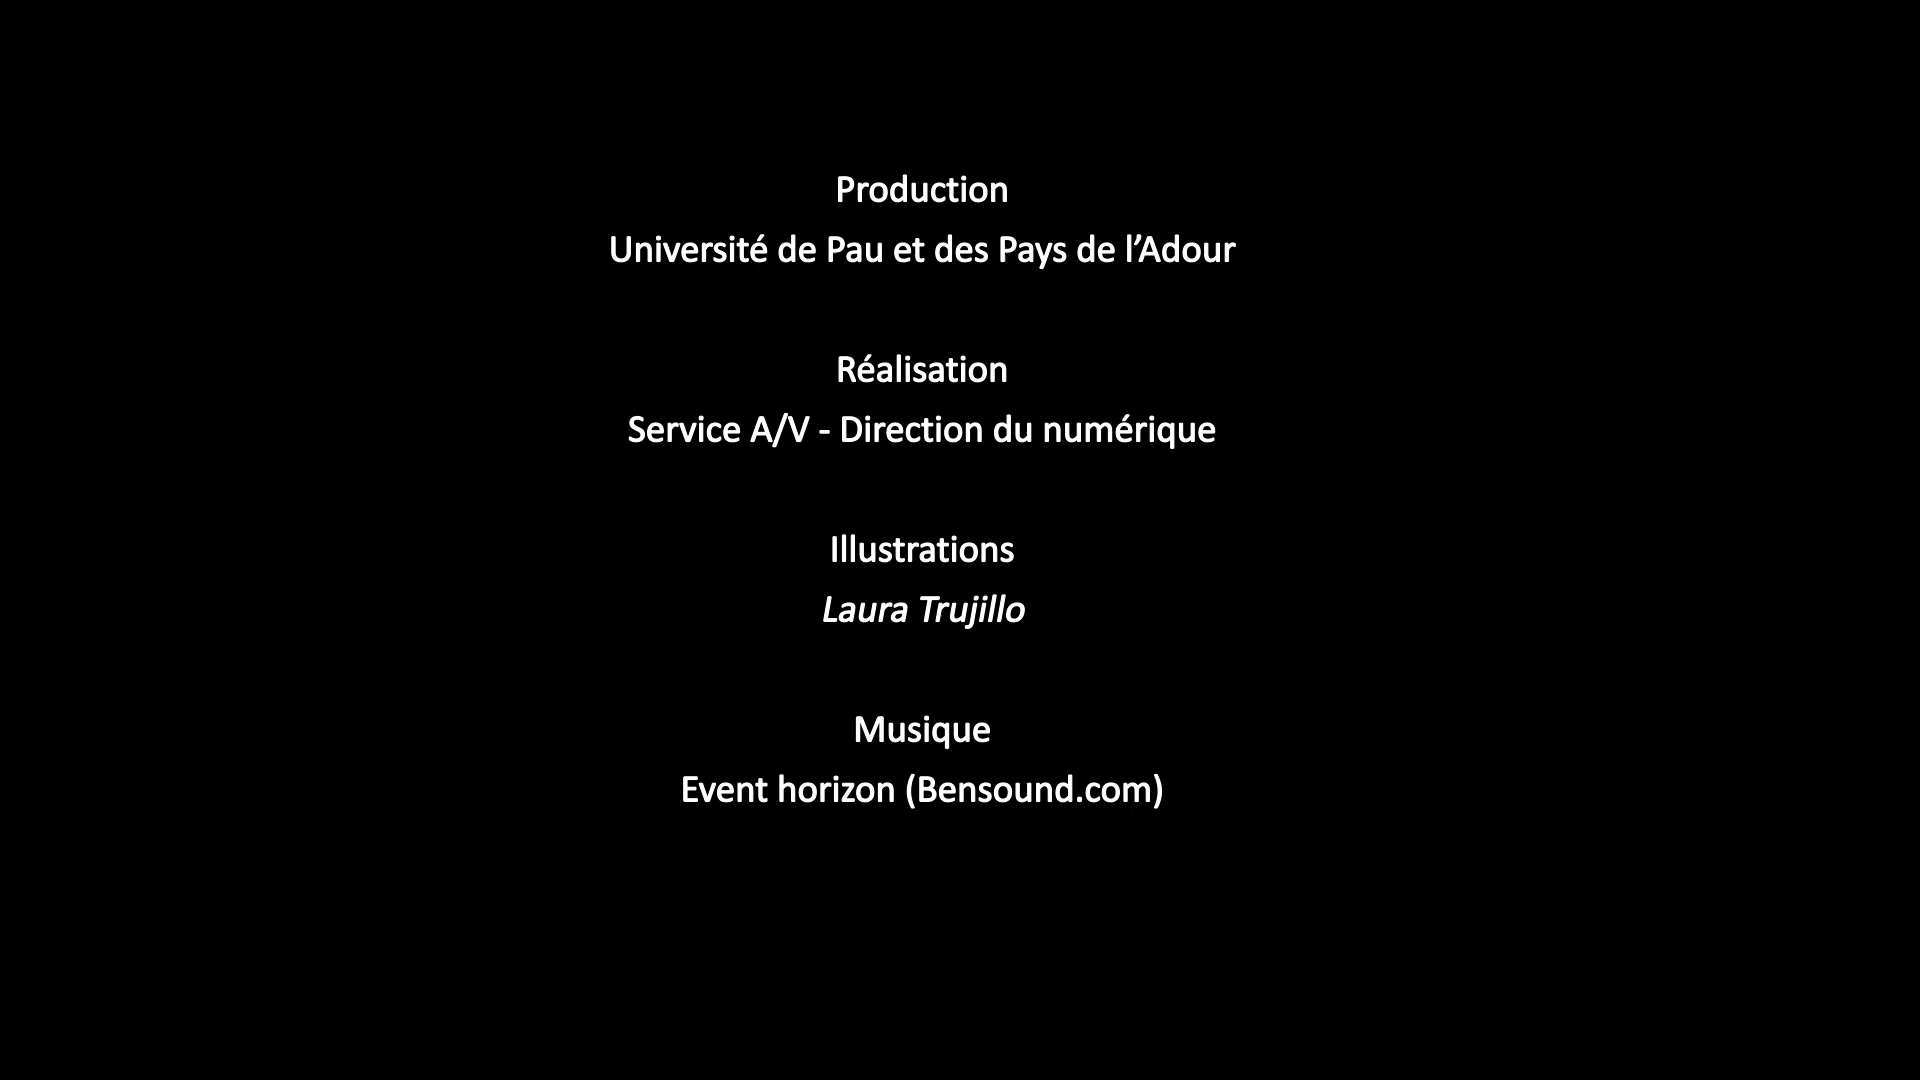 Production
Université de Pau et des Pays de l’Adour
Réalisation
Service A/V - Direction du numérique
Illustrations
Laura Trujillo
Musique
Event horizon (Bensound.com)